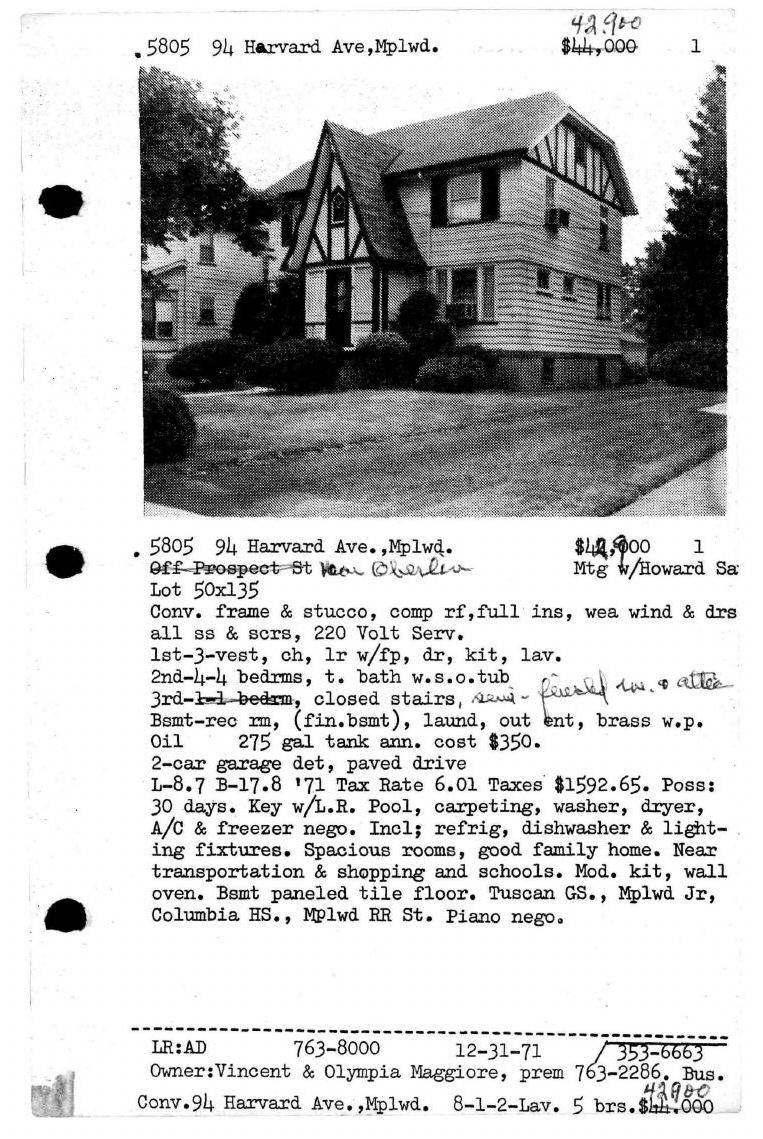 42.900
.5805 94 Harvard Ave,Mplwd. $44,000 1
.5805 94 Harvard Ave.,Mplwd. $42,900 1
Off Prospect St Near Oberlin Mtg w/Howard Sa
Lot 50x135
Conv. frame & stucco, comp rf,full ins, wea wind & drs
all ss & scrs, 220 Volt Serv.
1st-3-vest, ch, lr w/fp, dr, kit, lav.
2nd-4-4 bedrms, t. bath w.s.o.tub
3rd-1-1 bedrm, closed stairs, semi-finished rm. & attic
Bsmt-rec rm, (fin.bsmt), laund, out ent, brass w.p.
Oil 275 gal tank ann. cost $350.
2-car garage det, paved drive
L-8.7 B-17.8 '71 Tax Rate 6.01 Taxes $1592.65. Poss:
30 days. Key w/L.R. Pool, carpeting, washer, dryer,
A/C & freezer nego. Incl; refrig, dishwasher & light-
ing fixtures. Spacious rooms, good family home. Near
transportation & shopping and schools. Mod. kit, wall
oven. Bsmt paneled tile floor. Tuscan GS., Mplwd Jr,
Columbia HS., Mplwd RR St. Piano nego.
LR:AD 763-8000 12-31-71 /353-6663
Owner:Vincent & Olympia Maggiore, prem 763-2286. Bus.
42900
Conv.94 Harvard Ave.,Mplwd. 8-1-2-Lav. 5 brs.$44.000